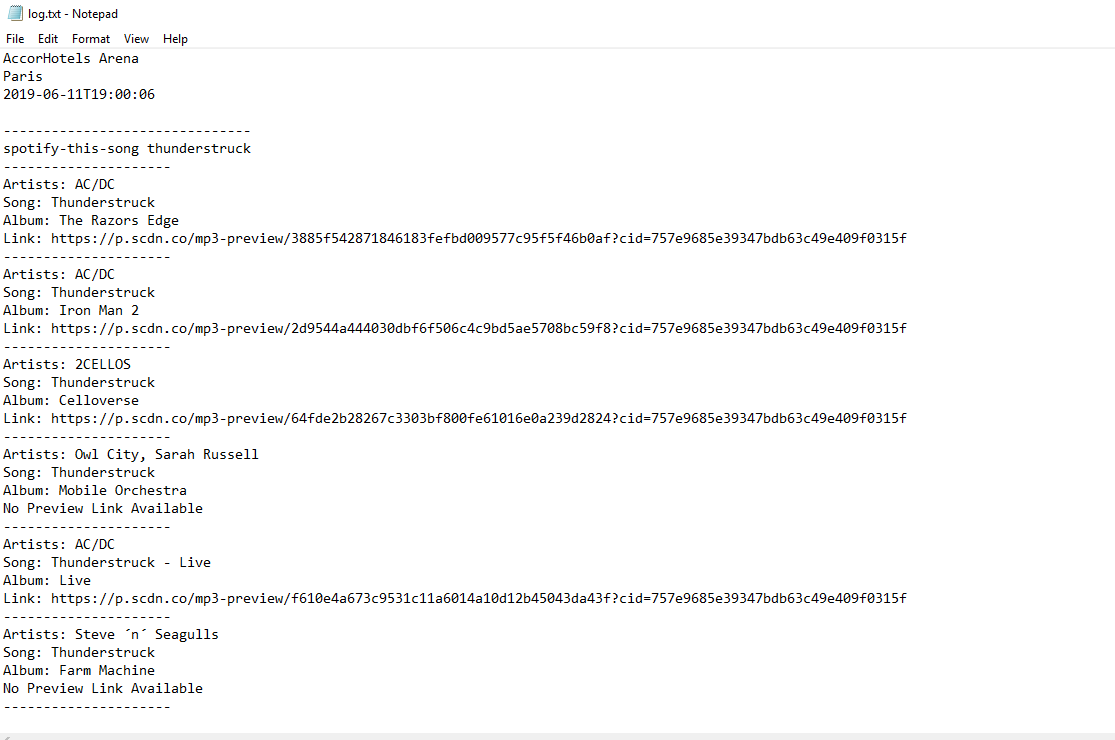 log.txt - Notepad
File Edit Format View Help
AccorHotels Arena
Paris
2019-06-11T19:00:06
-------------------------------
spotify-this-song thunderstruck
---------------------
Artists: AC/DC
Song: Thunderstruck
Album: The Razors Edge
Link: https://p.scdn.co/mp3-preview/3885f542871846183fefbd009577c95f5f46b0af?cid=757e9685e39347bdb63c49e409f0315f
---------------------
Artists: AC/DC
Song: Thunderstruck
Album: Iron Man 2
Link: https://p.scdn.co/mp3-preview/2d9544a444030dbf6f506c4c9bd5ae5708bc59f8?cid=757e9685e39347bdb63c49e409f0315f
---------------------
Artists: 2CELLOS
Song: Thunderstruck
Album: Celloverse
Link: https://p.scdn.co/mp3-preview/64fde2b28267c3303bf800fe61016e0a239d2824?cid=757e9685e39347bdb63c49e409f0315f
---------------------
Artists: Owl City, Sarah Russell
Song: Thunderstruck
Album: Mobile Orchestra
No Preview Link Available
---------------------
Artists: AC/DC
Song: Thunderstruck - Live
Album: Live
Link: https://p.scdn.co/mp3-preview/f610e4a673c9531c11a6014a10d12b45043da43f?cid=757e9685e39347bdb63c49e409f0315f
---------------------
Artists: Steve ´n´ Seagulls
Song: Thunderstruck
Album: Farm Machine
No Preview Link Available
---------------------